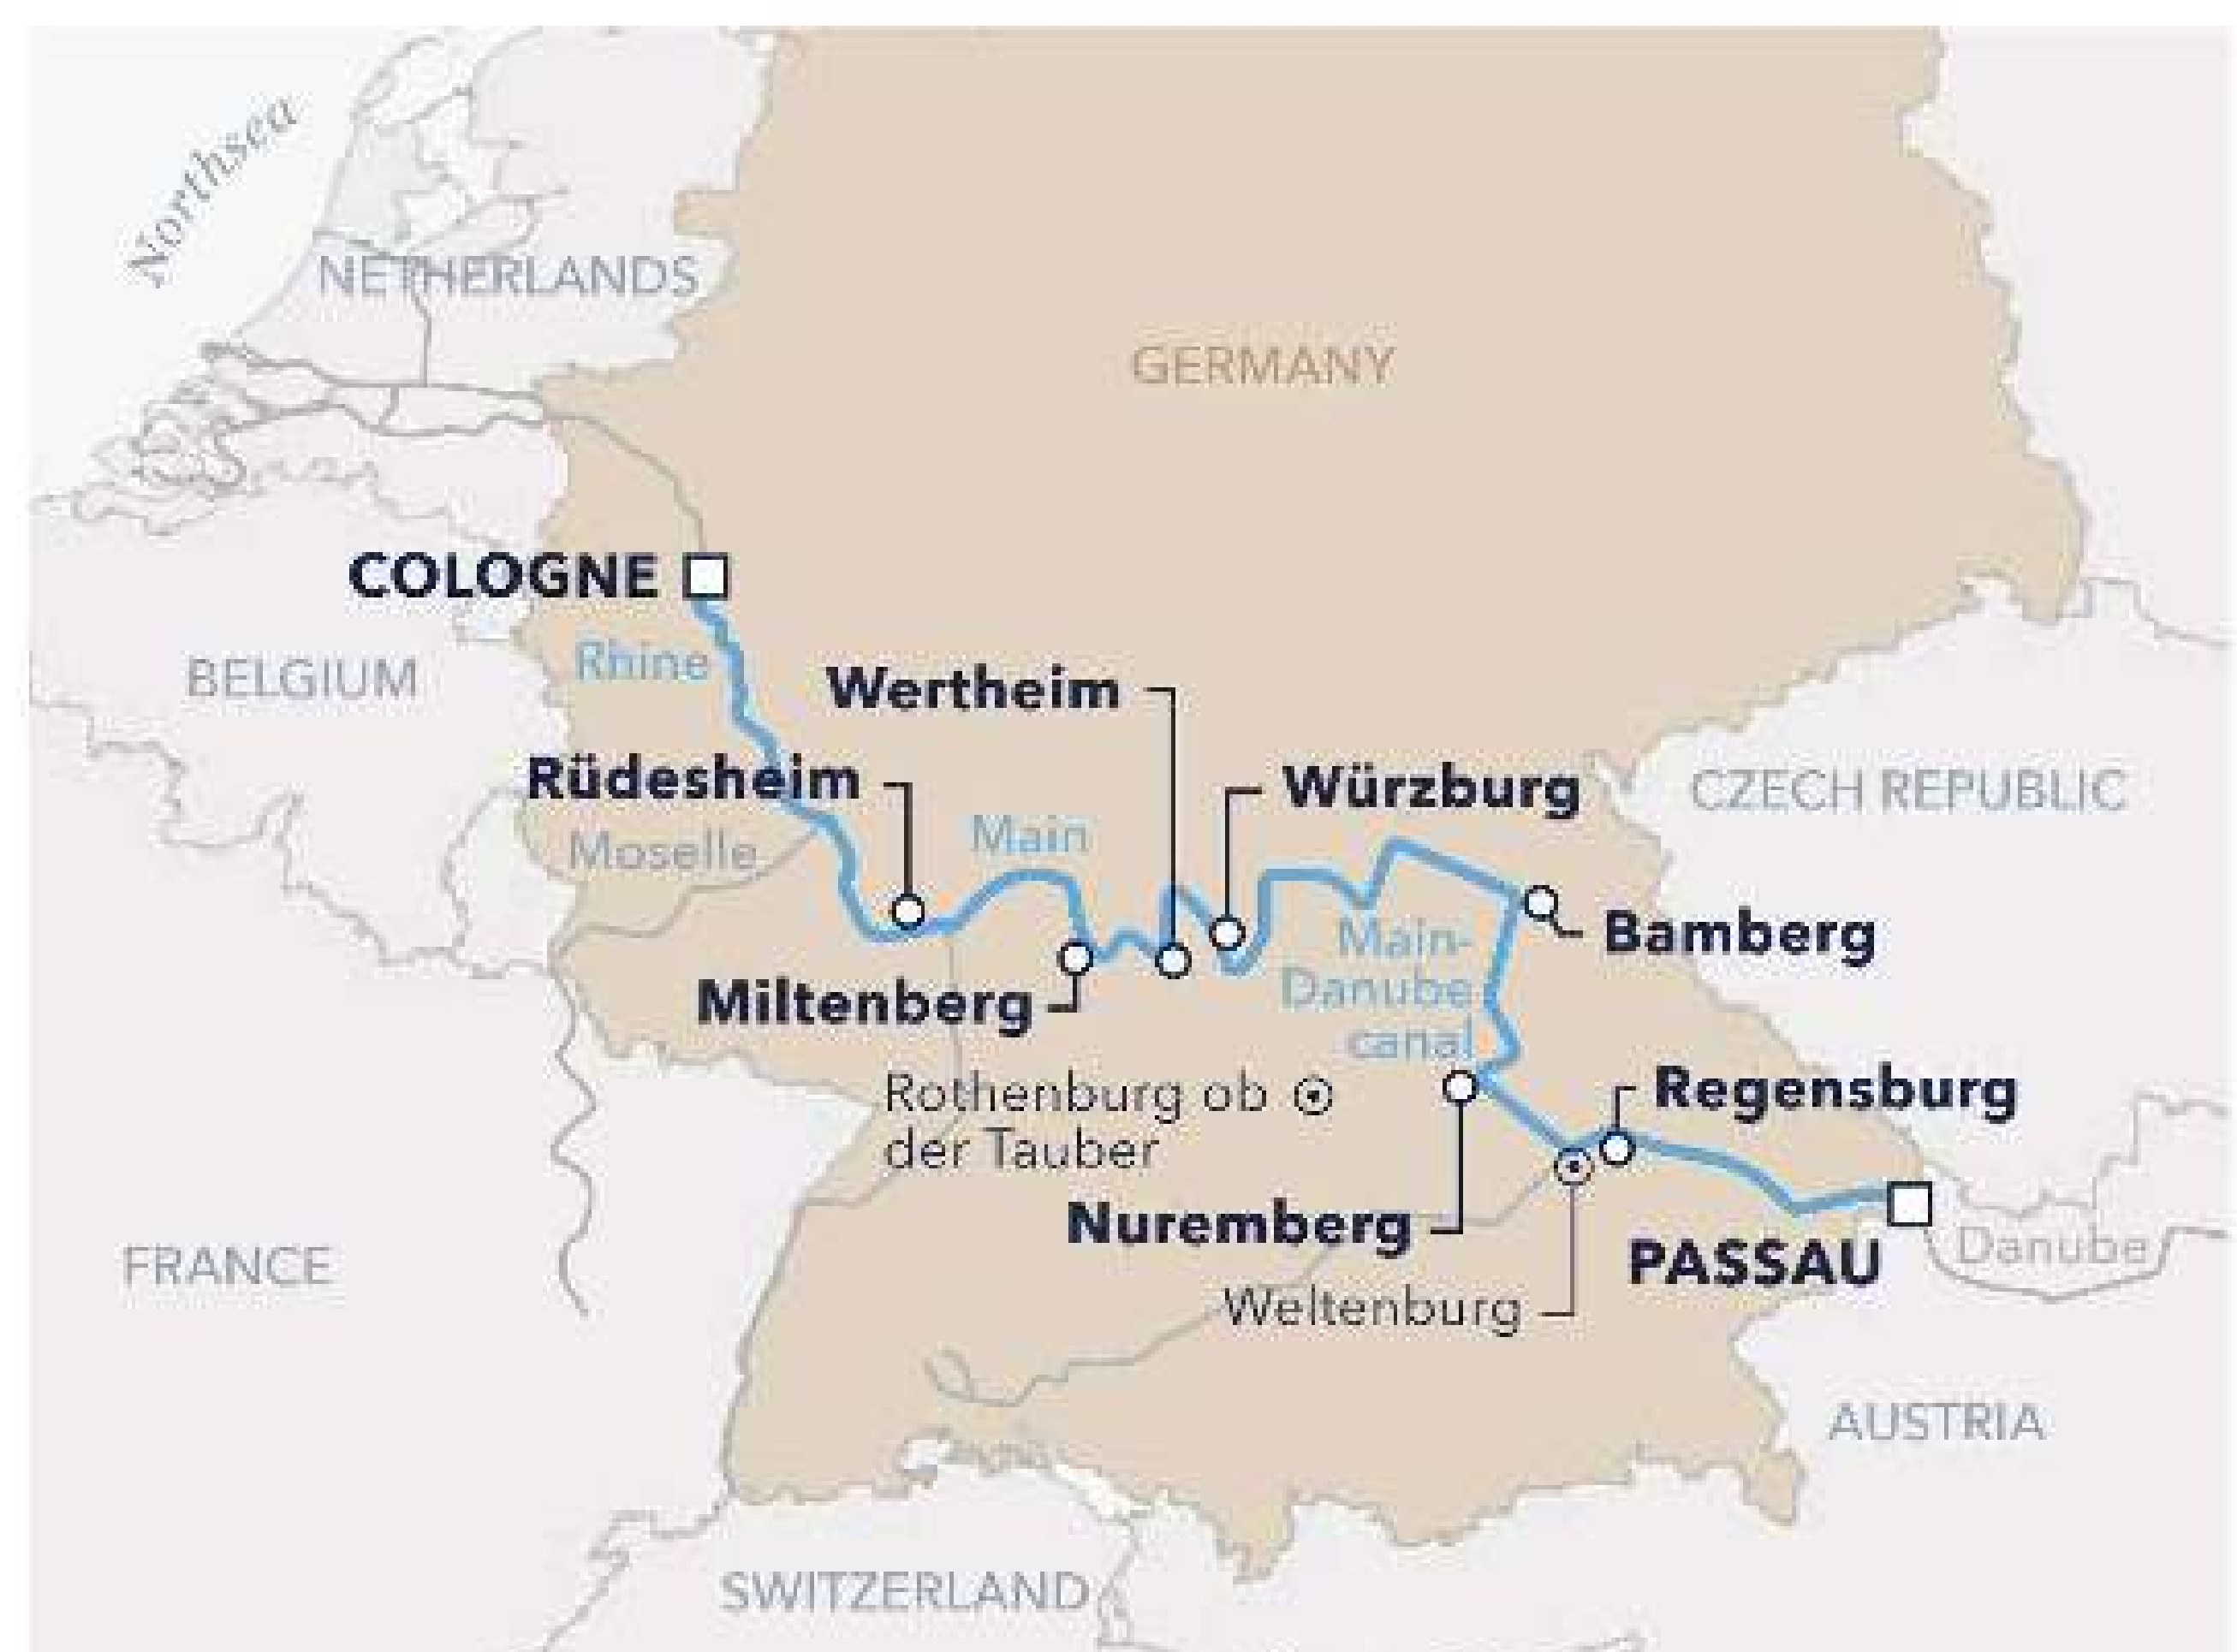 Northsea
NETHERLANDS
GERMANY
COLOGNE
Rhine
BELGIUM
Wertheim
Rüdesheim
Würzburg
CZECH REPUBLIC
Main
Moselle
Bamberg
Main-
Danube
canal
Miltenberg
Rothenburg ob
der Tauber
Regensburg
Nuremberg
PASSAU
Danube
FRANCE
Weltenburg
AUSTRIA
SWITZERLAND